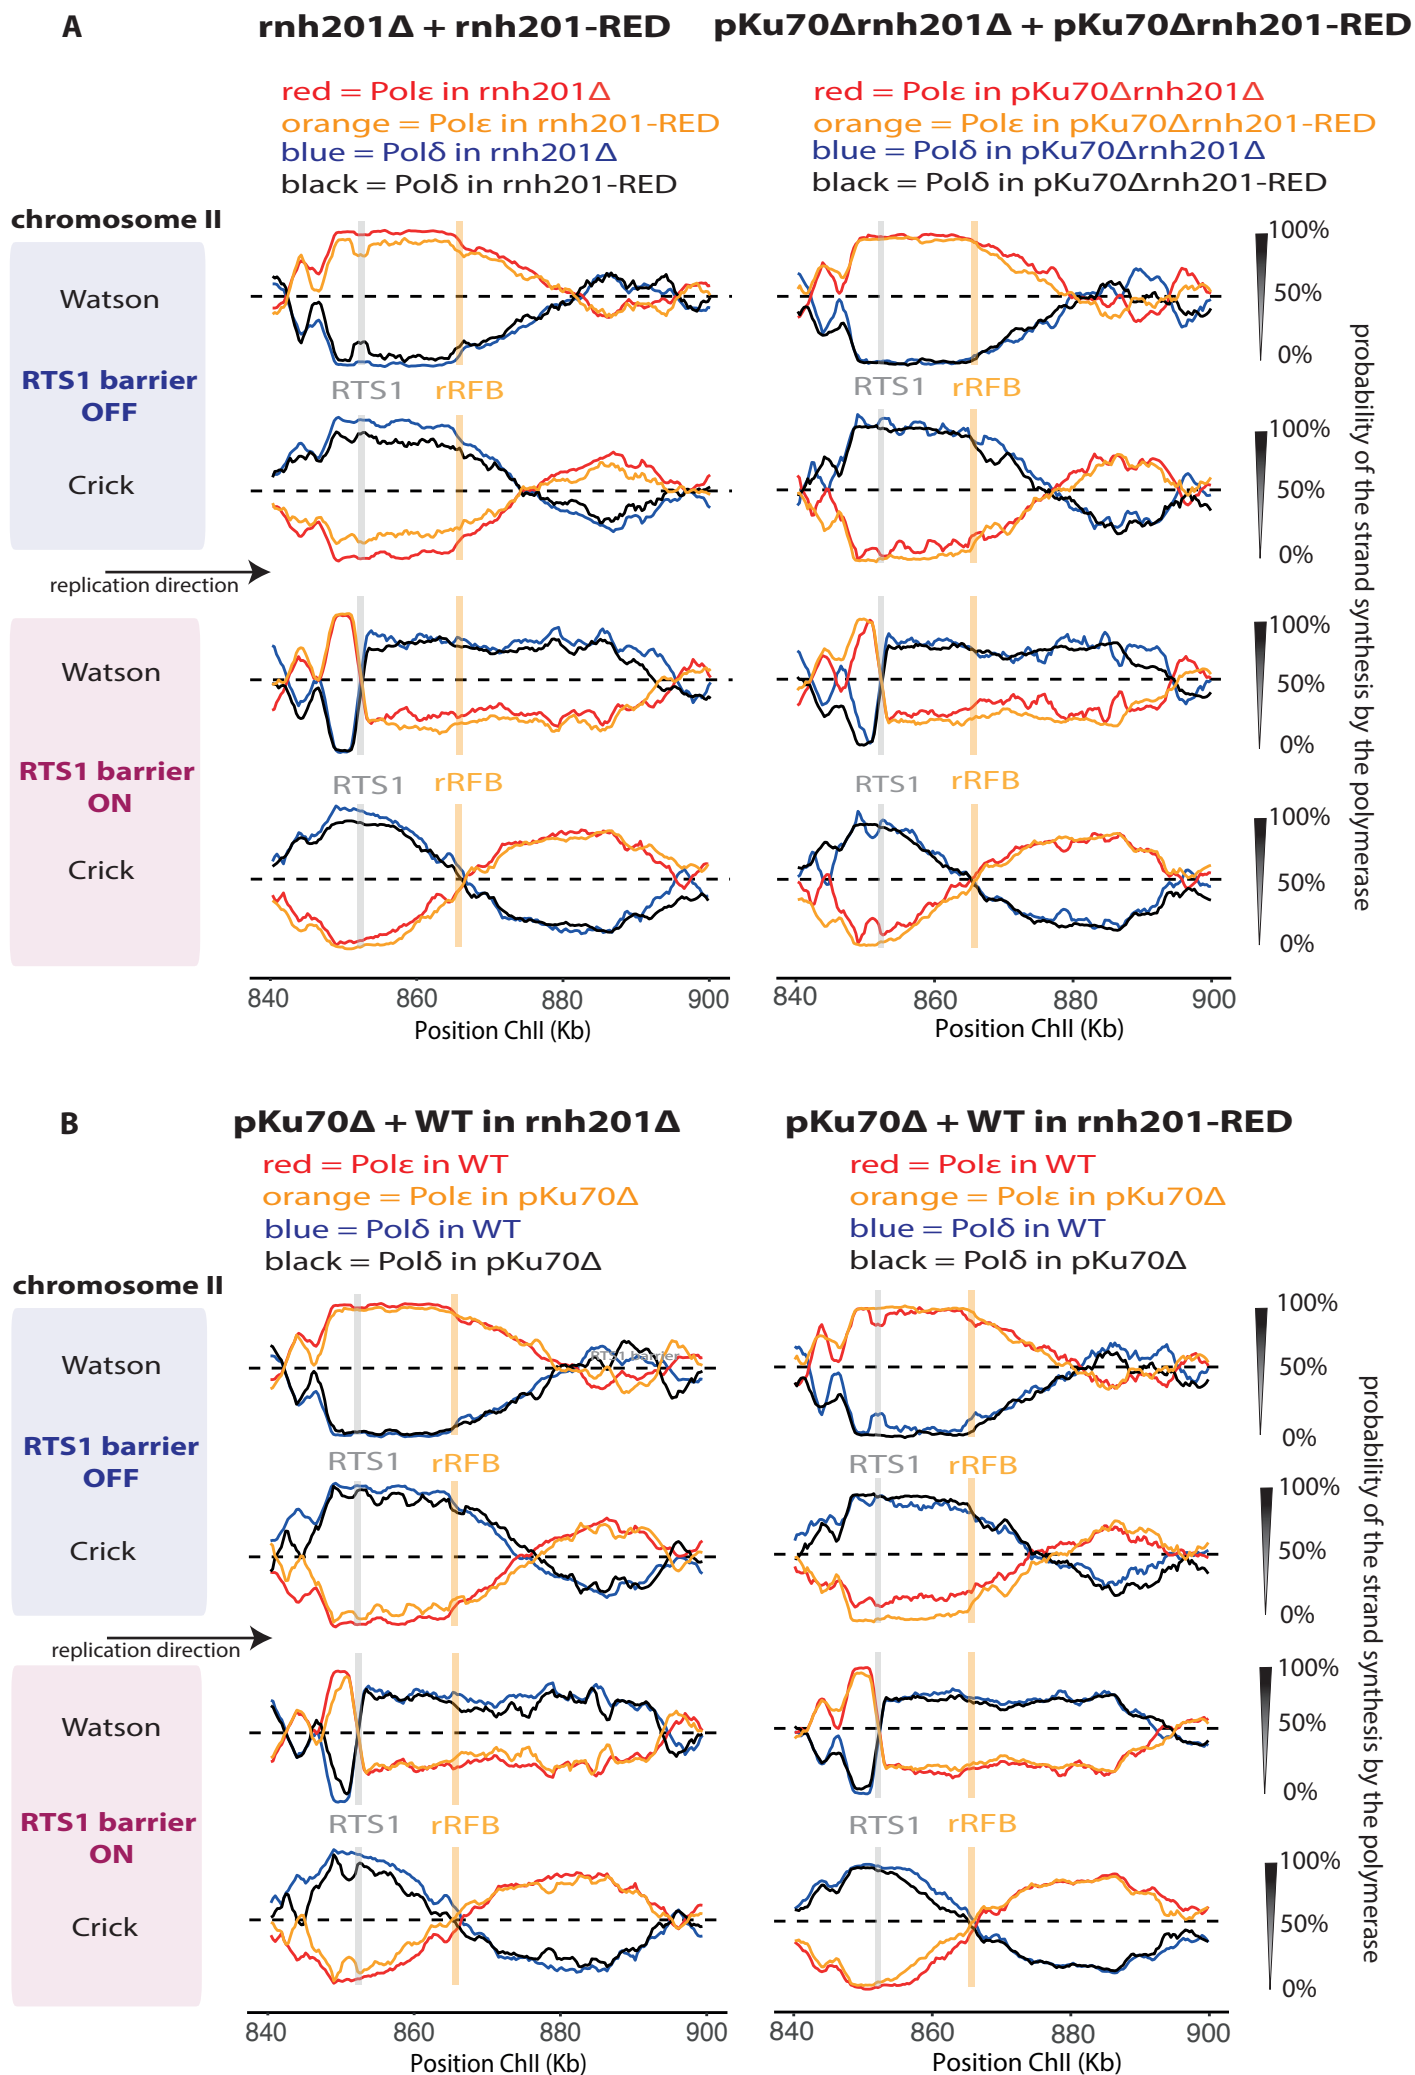 A
rnh201Δ + rnh201-RED
pKu70Δrnh201Δ + pKu70Δrnh201-RED
red = Polε in rnh201Δ
orange = Polε in rnh201-RED
blue = Polδ in rnh201Δ
black = Polδ in rnh201-RED
red = Polε in pKu70Δrnh201Δ
orange = Polε in pKu70Δrnh201-RED
blue = Polδ in pKu70Δrnh201Δ
black = Polδ in pKu70Δrnh201-RED
chromosome II
Watson
RTS1 barrier
OFF
Crick
replication direction
Watson
RTS1 barrier
ON
Crick
RTS1 rRFB
RTS1 rRFB
RTS1 rRFB
RTS1 rRFB
100%
50%
0%
100%
50%
0%
100%
50%
0%
100%
50%
0%
probability of the strand synthesis by the polymerase
840 860 880 900
Position ChII (Kb)
840 860 880 900
Position ChII (Kb)
B
pKu70Δ + WT in rnh201Δ
pKu70Δ + WT in rnh201-RED
red = Polε in WT
orange = Polε in pKu70Δ
blue = Polδ in WT
black = Polδ in pKu70Δ
red = Polε in WT
orange = Polε in pKu70Δ
blue = Polδ in WT
black = Polδ in pKu70Δ
chromosome II
Watson
RTS1 barrier
OFF
Crick
replication direction
Watson
RTS1 barrier
ON
Crick
RTS1 barrier
RTS1 rRFB
RTS1 rRFB
RTS1 rRFB
RTS1 rRFB
100%
50%
0%
100%
50%
0%
100%
50%
0%
100%
50%
0%
probability of the strand synthesis by the polymerase
840 860 880 900
Position ChII (Kb)
840 860 880 900
Position ChII (Kb)